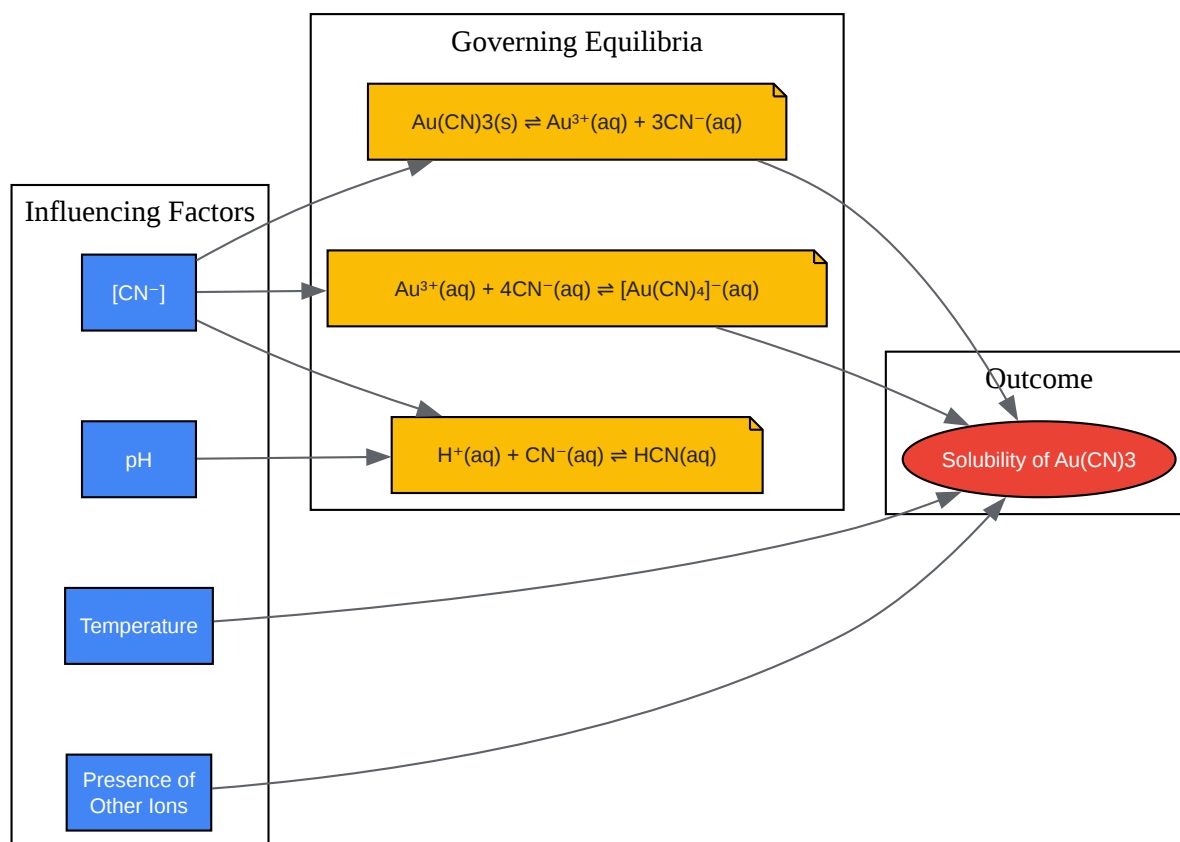 Governing Equilibria
Au(CN)3(s) ⇌ Au³⁺(aq) + 3CN⁻(aq)
Au³⁺(aq) + 4CN⁻(aq) ⇌ [Au(CN)₄]⁻(aq)
H⁺(aq) + CN⁻(aq) ⇌ HCN(aq)
Influencing Factors
[CN⁻]
pH
Temperature
Presence of
Other Ions
Outcome
Solubility of Au(CN)3